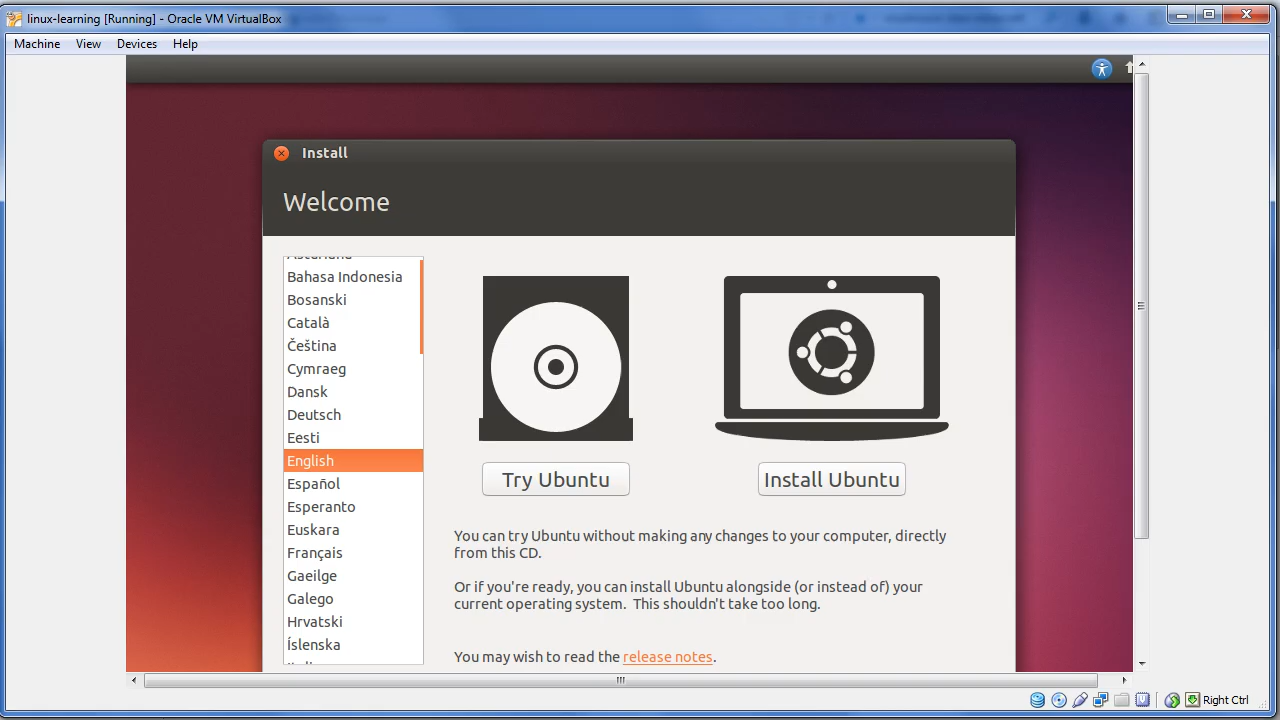 linux-learning [Running] - Oracle VM VirtualBox
Machine View Devices Help
Install
Welcome
Asturianu
Bahasa Indonesia
Bosanski
Català
Čeština
Cymraeg
Dansk
Deutsch
Eesti
English
Español
Esperanto
Euskara
Français
Gaeilge
Galego
Hrvatski
Íslenska
Try Ubuntu
Install Ubuntu
You can try Ubuntu without making any changes to your computer, directly
from this CD.
Or if you're ready, you can install Ubuntu alongside (or instead of) your
current operating system. This shouldn't take too long.
You may wish to read the release notes.
Right Ctrl